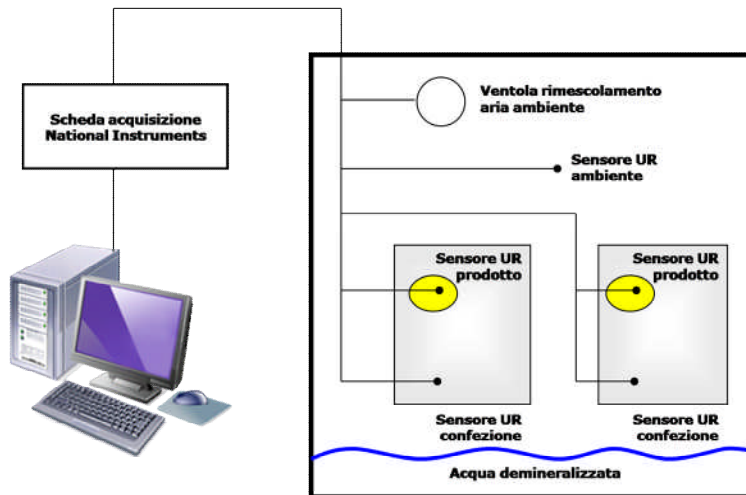 Scheda acquisizione
National Instruments
Ventola rimescolamento
aria ambiente
Sensore UR
ambiente
Sensore UR
prodotto
Sensore UR
prodotto
Sensore UR
confezione
Sensore UR
confezione
Acqua demineralizzata